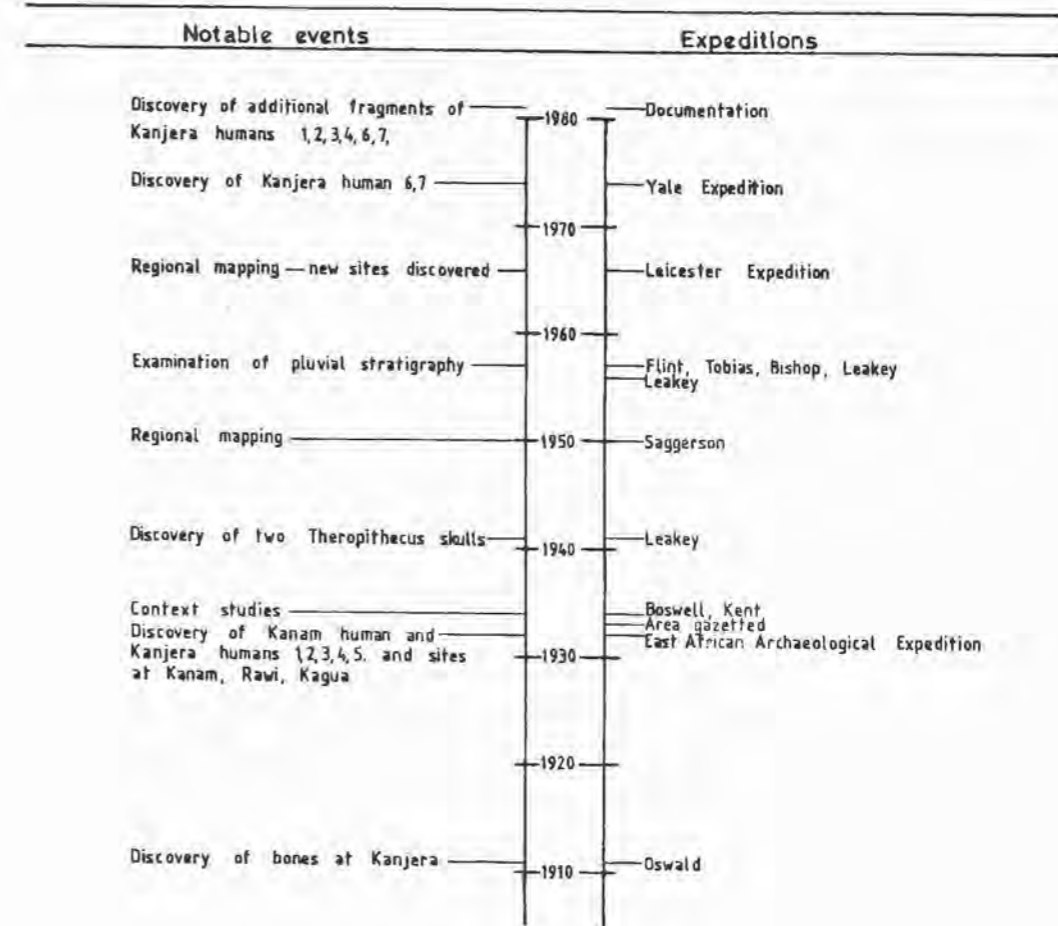 Notable events Expeditions
Discovery of additional fragments of 1980 Documentation
Kanjera humans 1,2,3,4,6,7,
Discovery of Kanjera human 6,7 Yale Expedition
1970
Regional mapping — new sites discovered Leicester Expedition
1960
Examination of pluvial stratigraphy Flint, Tobias, Bishop, Leakey
Leakey
Regional mapping 1950 Saggerson
Discovery of two Theropithecus skulls Leakey
1940
Context studies Boswell, Kent
Area gazetted
Discovery of Kanam human and East African Archaeological Expedition
Kanjera humans 1,2,3,4,5. and sites 1930
at Kanam, Rawi, Kagua
1920
Discovery of bones at Kanjera Oswald
1910